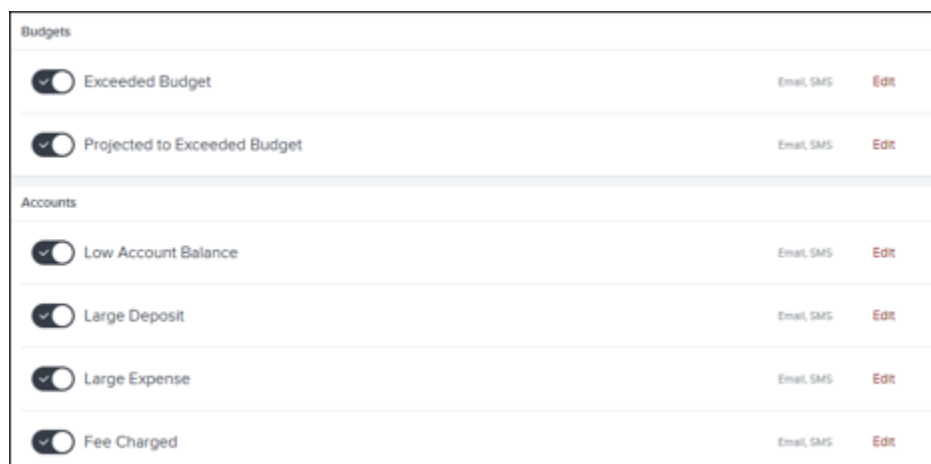 Budgets
Exceeded Budget Email, SMS Edit
Projected to Exceeded Budget Email, SMS Edit
Accounts
Low Account Balance Email, SMS Edit
Large Deposit Email, SMS Edit
Large Expense Email, SMS Edit
Fee Charged Email, SMS Edit